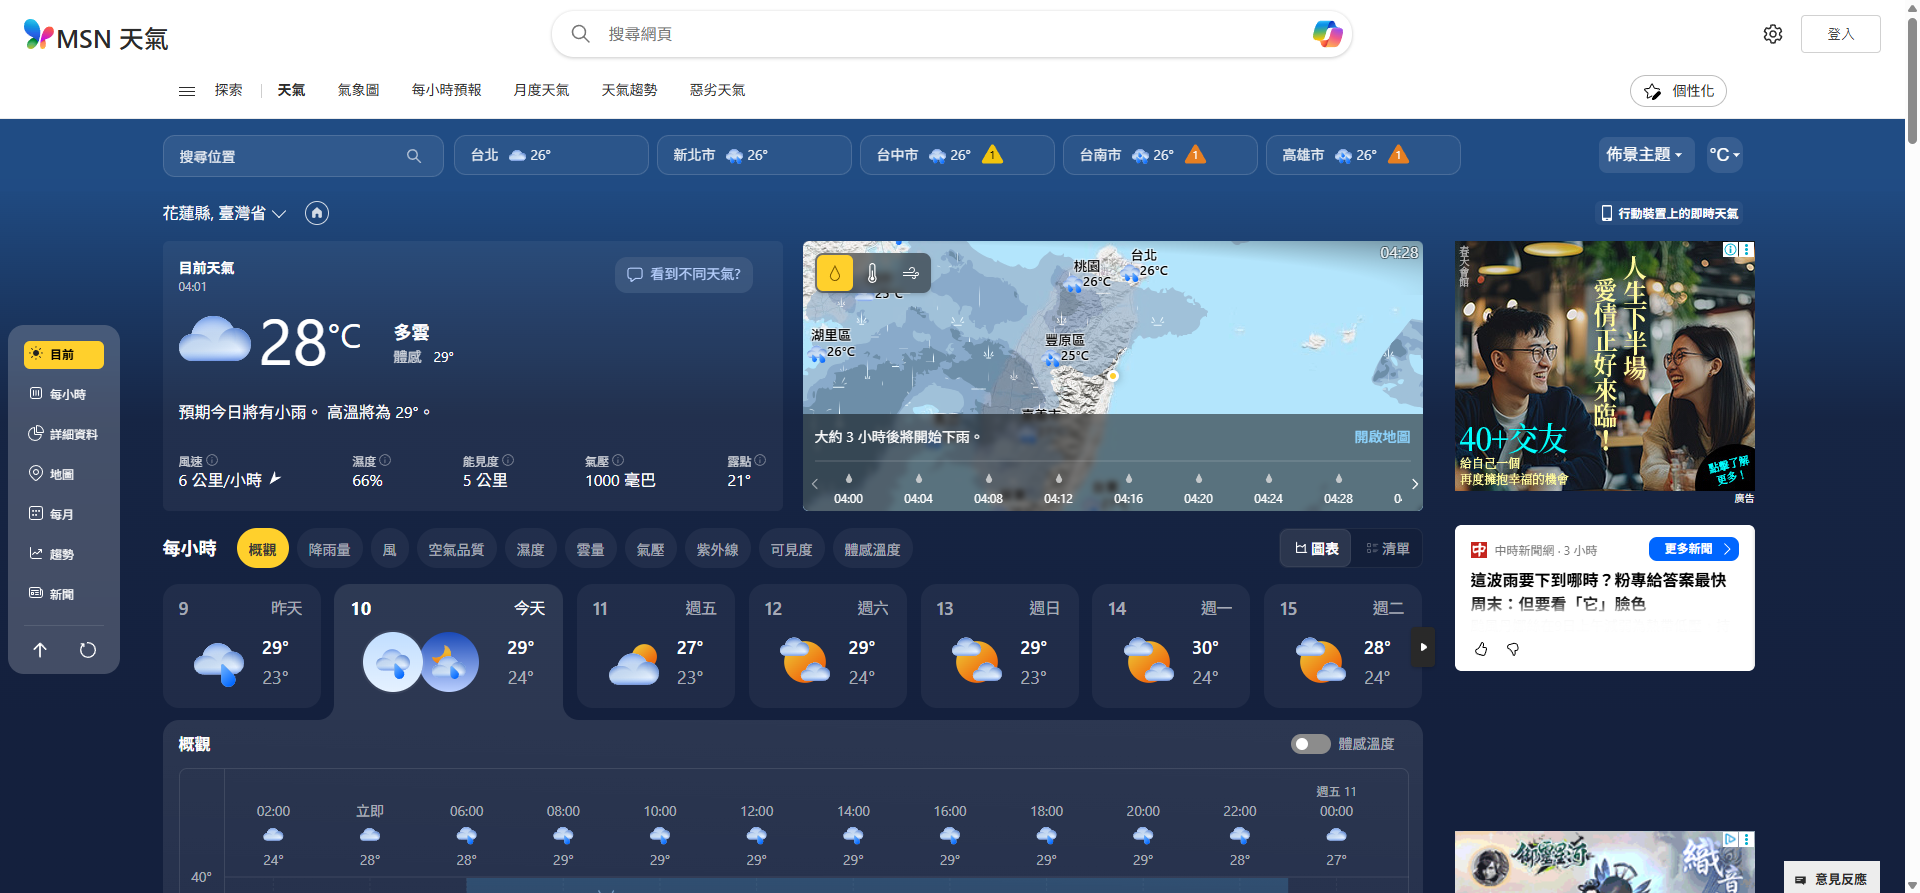 MSN 天氣
搜尋網頁
登入
探索
天氣
氣象圖
每小時預報
月度天氣
天氣趨勢
惡劣天氣
個性化
搜尋位置
台北 26°
新北市 26°
台中市 26° 1
台南市 26° 1
高雄市 26° 1
佈景主題
°C
花蓮縣, 臺灣省
行動裝置上的即時天氣
目前天氣
04:01
看到不同天氣?
28°C
多雲
體感 29°
預期今日將有小雨。 高溫將為 29°。
風速
6 公里/小時
濕度
66%
能見度
5 公里
氣壓
1000 毫巴
露點
21°
04:28
台北
26°C
桃園
26°C
25°C
湖里區
26°C
豐原區
25°C
嘉義市
大約 3 小時後將開始下雨。
開啟地圖
04:00 04:04 04:08 04:12 04:16 04:20 04:24 04:28
春天會館
人生下半場
愛情正好來臨!
40+交友
給自己一個
再度擁抱幸福的機會
點擊了解
更多!
廣告
目前
每小時
詳細資料
地圖
每月
趨勢
新聞
每小時
概觀
降雨量
風
空氣品質
濕度
雲量
氣壓
紫外線
可見度
體感溫度
圖表
清單
9 昨天
29°
23°
10 今天
29°
24°
11 週五
27°
23°
12 週六
29°
24°
13 週日
29°
23°
14 週一
30°
24°
15 週二
28°
24°
中
中時新聞網 · 3 小時
更多新聞
這波雨要下到哪時？粉專給答案最快
周末：但要看「它」臉色
概觀
體感溫度
週五 11
02:00 立即 06:00 08:00 10:00 12:00 14:00 16:00 18:00 20:00 22:00 00:00
24° 28° 28° 29° 29° 29° 29° 29° 29° 29° 28° 27°
40°
織音
意見反應